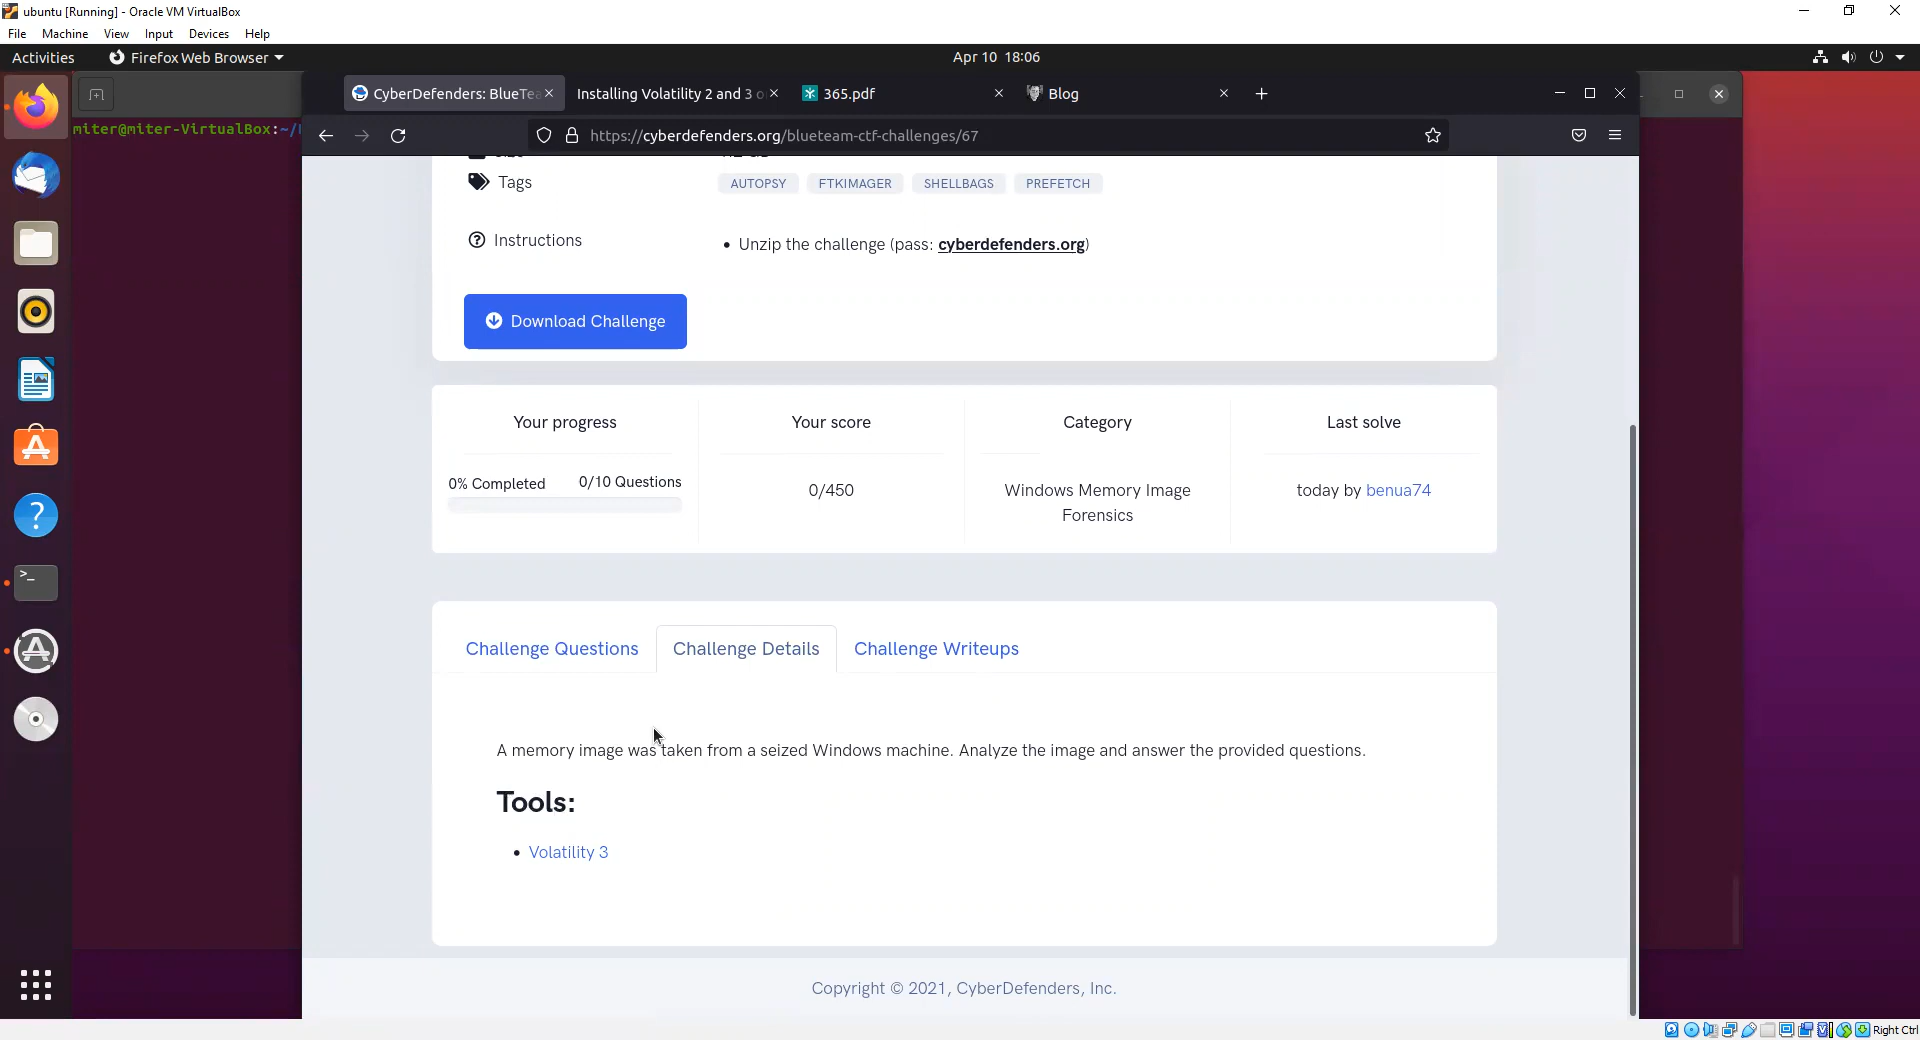 ubuntu [Running] - Oracle VM VirtualBox
File Machine View Input Devices Help
Activities Firefox Web Browser Apr 10 18:06
CyberDefenders: BlueTea Installing Volatility 2 and 3 o 365.pdf Blog
miter@miter-VirtualBox:~/
https://cyberdefenders.org/blueteam-ctf-challenges/67
Tags AUTOPSY FTKIMAGER SHELLBAGS PREFETCH
Instructions • Unzip the challenge (pass: cyberdefenders.org)
Download Challenge
Your progress Your score Category Last solve
0% Completed 0/10 Questions 0/450 Windows Memory Image today by benua74
Forensics
Challenge Questions Challenge Details Challenge Writeups
A memory image was taken from a seized Windows machine. Analyze the image and answer the provided questions.
Tools:
• Volatility 3
Copyright © 2021, CyberDefenders, Inc.
Right Ctrl